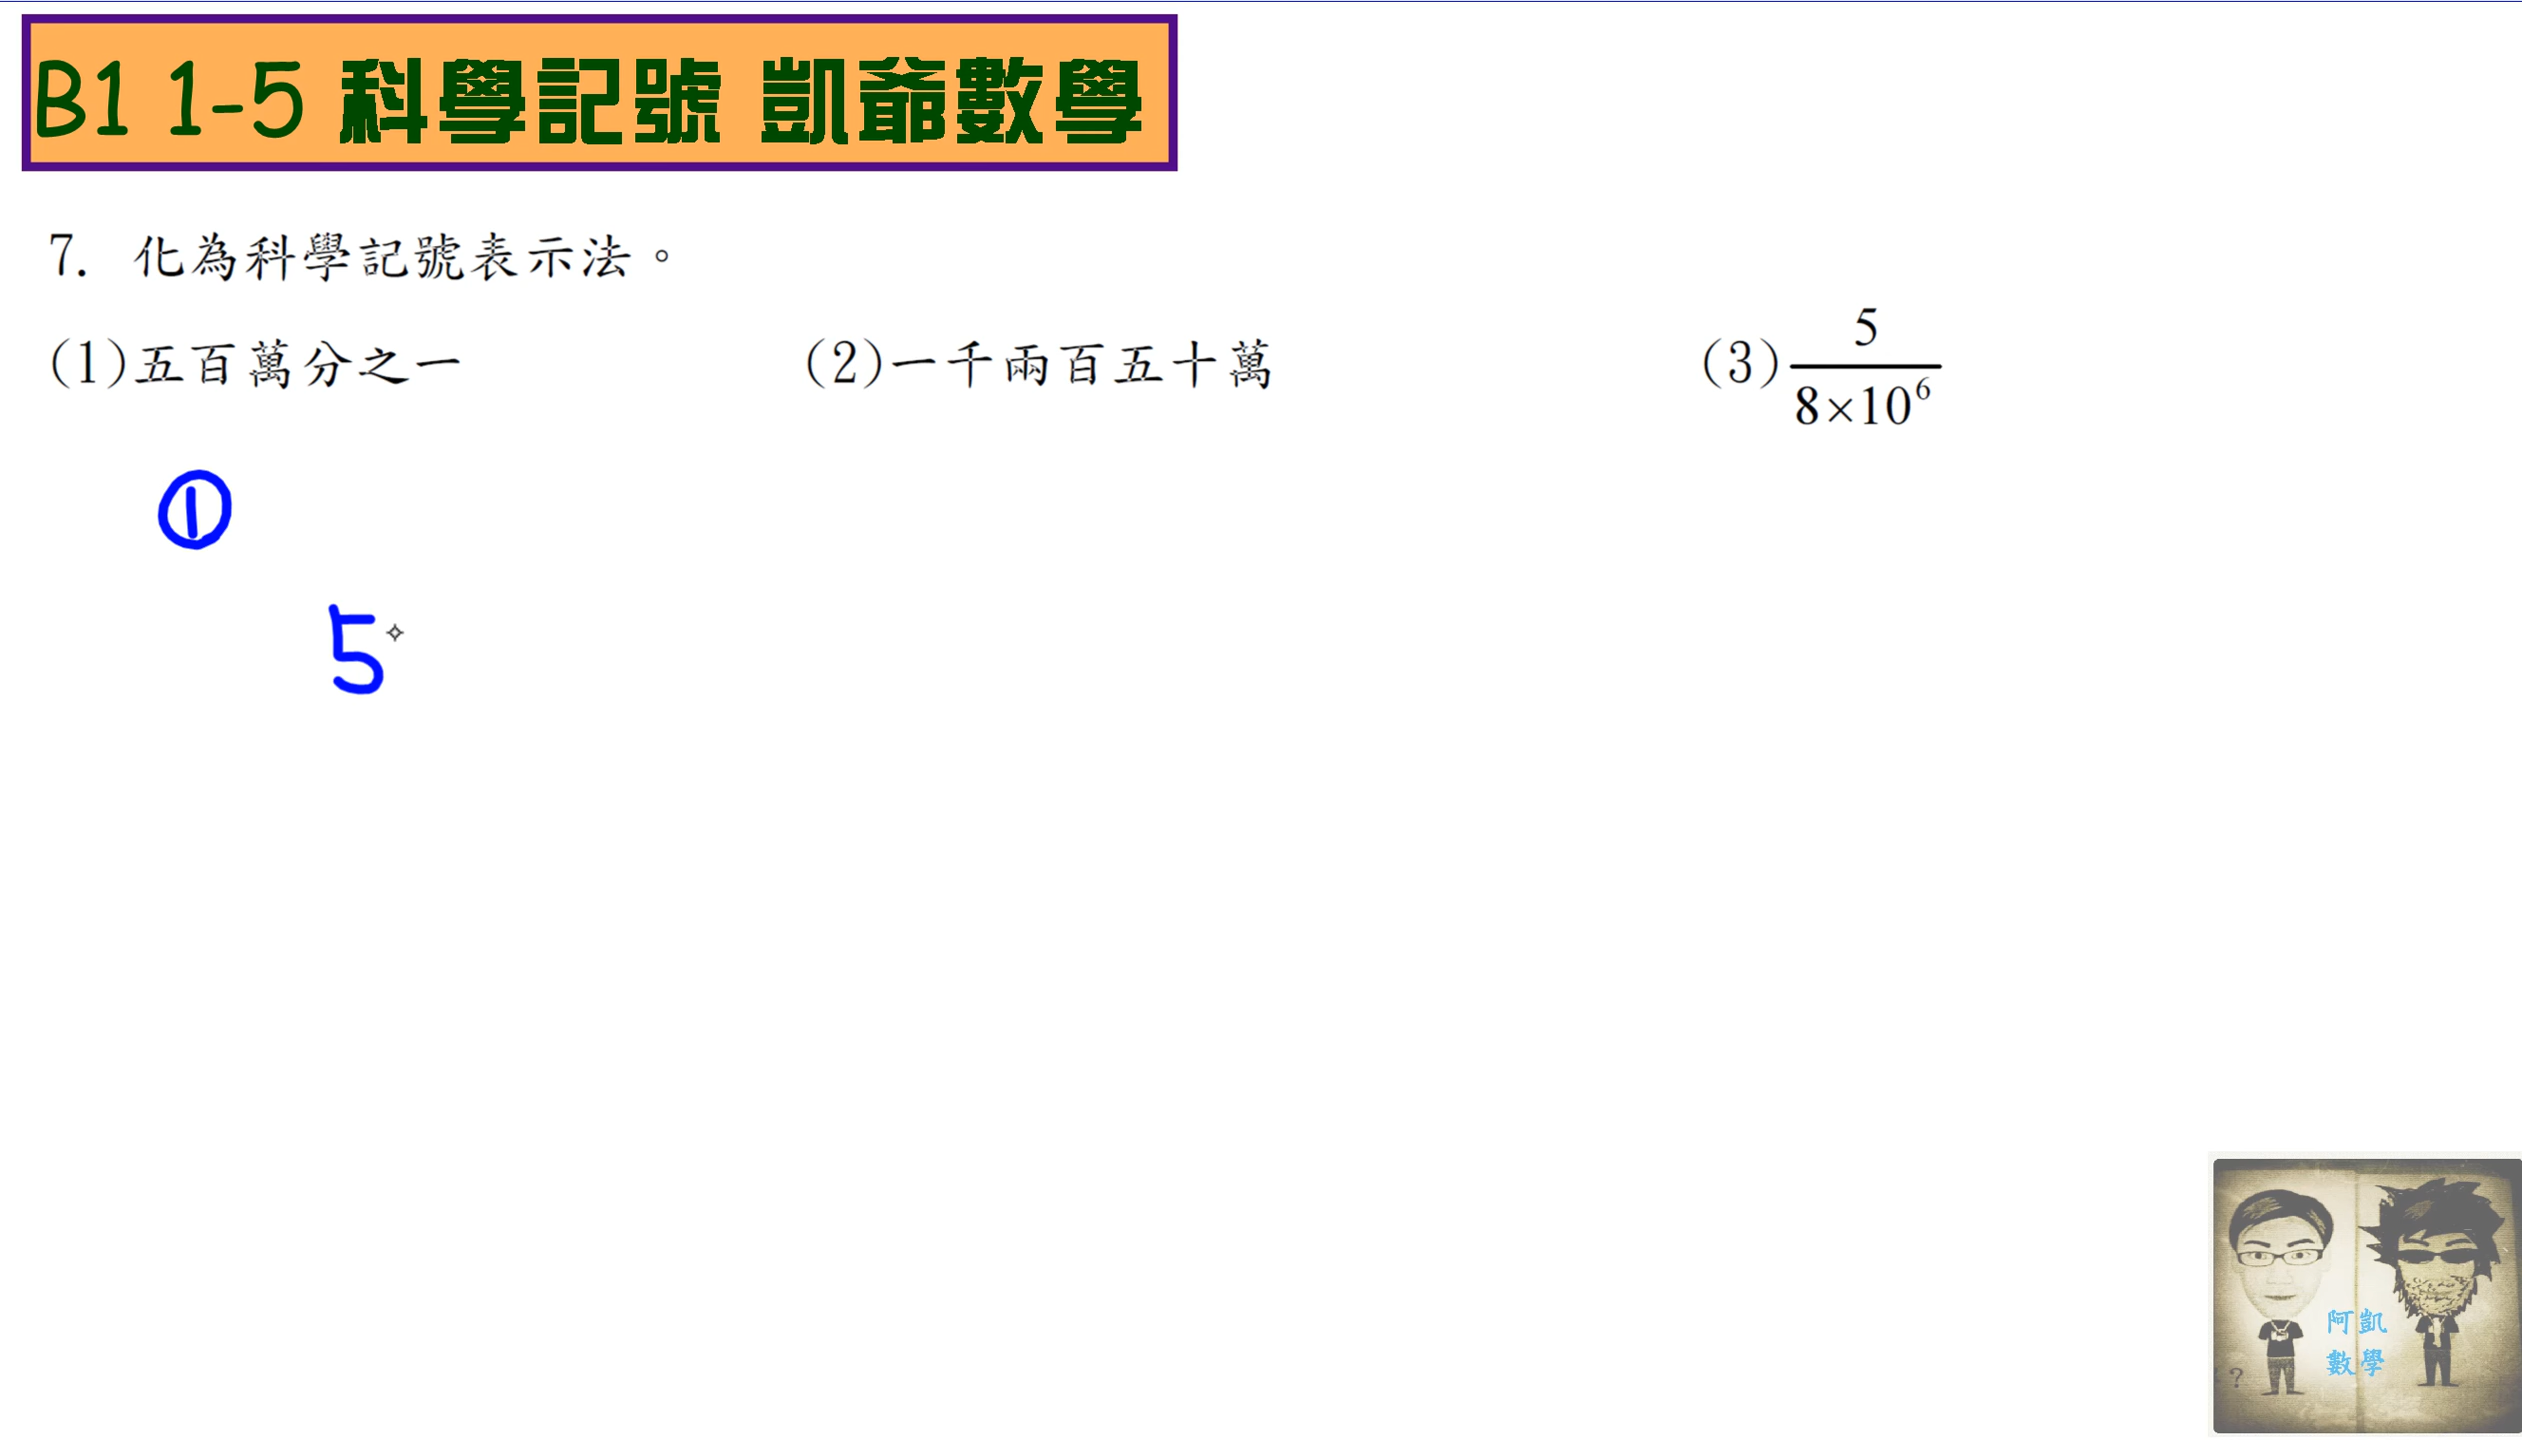 B1 1-5 科學記號 凱爺數學
7. 化為科學記號表示法。
(1)五百萬分之一 (2)一千兩百五十萬 (3) 5/8×10⁶
①
5
阿凱
數學
?